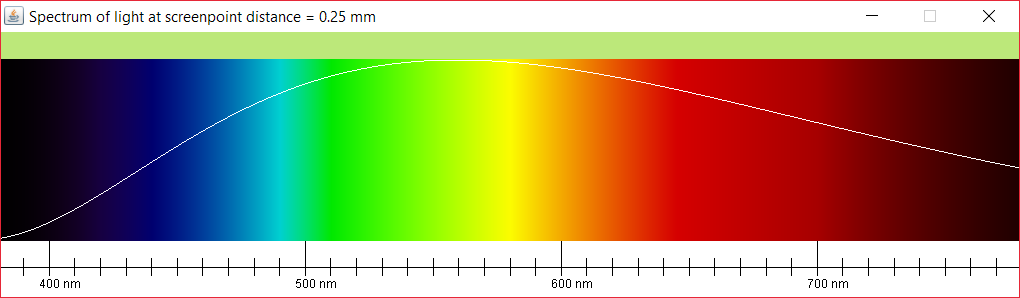 Spectrum of light at screenpoint distance = 0.25 mm
400 nm 500 nm 600 nm 700 nm